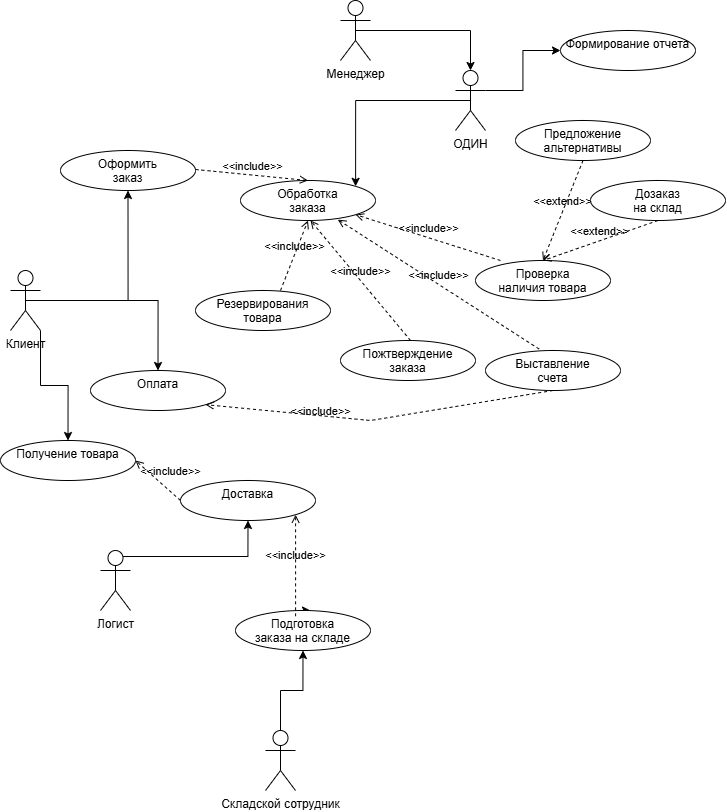 Менеджер
Формирование отчета
ОДИН
Предложение
альтернативы
Оформить
заказ
<<include>>
Обработка
заказа
<<extend>>
Дозаказ
на склад
<<include>>
<<extend>>
<<include>>
Проверка
наличия товара
<<include>>
<<include>>
Резервирования
товара
Клиент
Пожтверждение
заказа
Выставление
счета
Оплата
<<include>>
Получение товара
<<include>>
Доставка
<<include>>
Логист
Подготовка
заказа на складе
Складской сотрудник